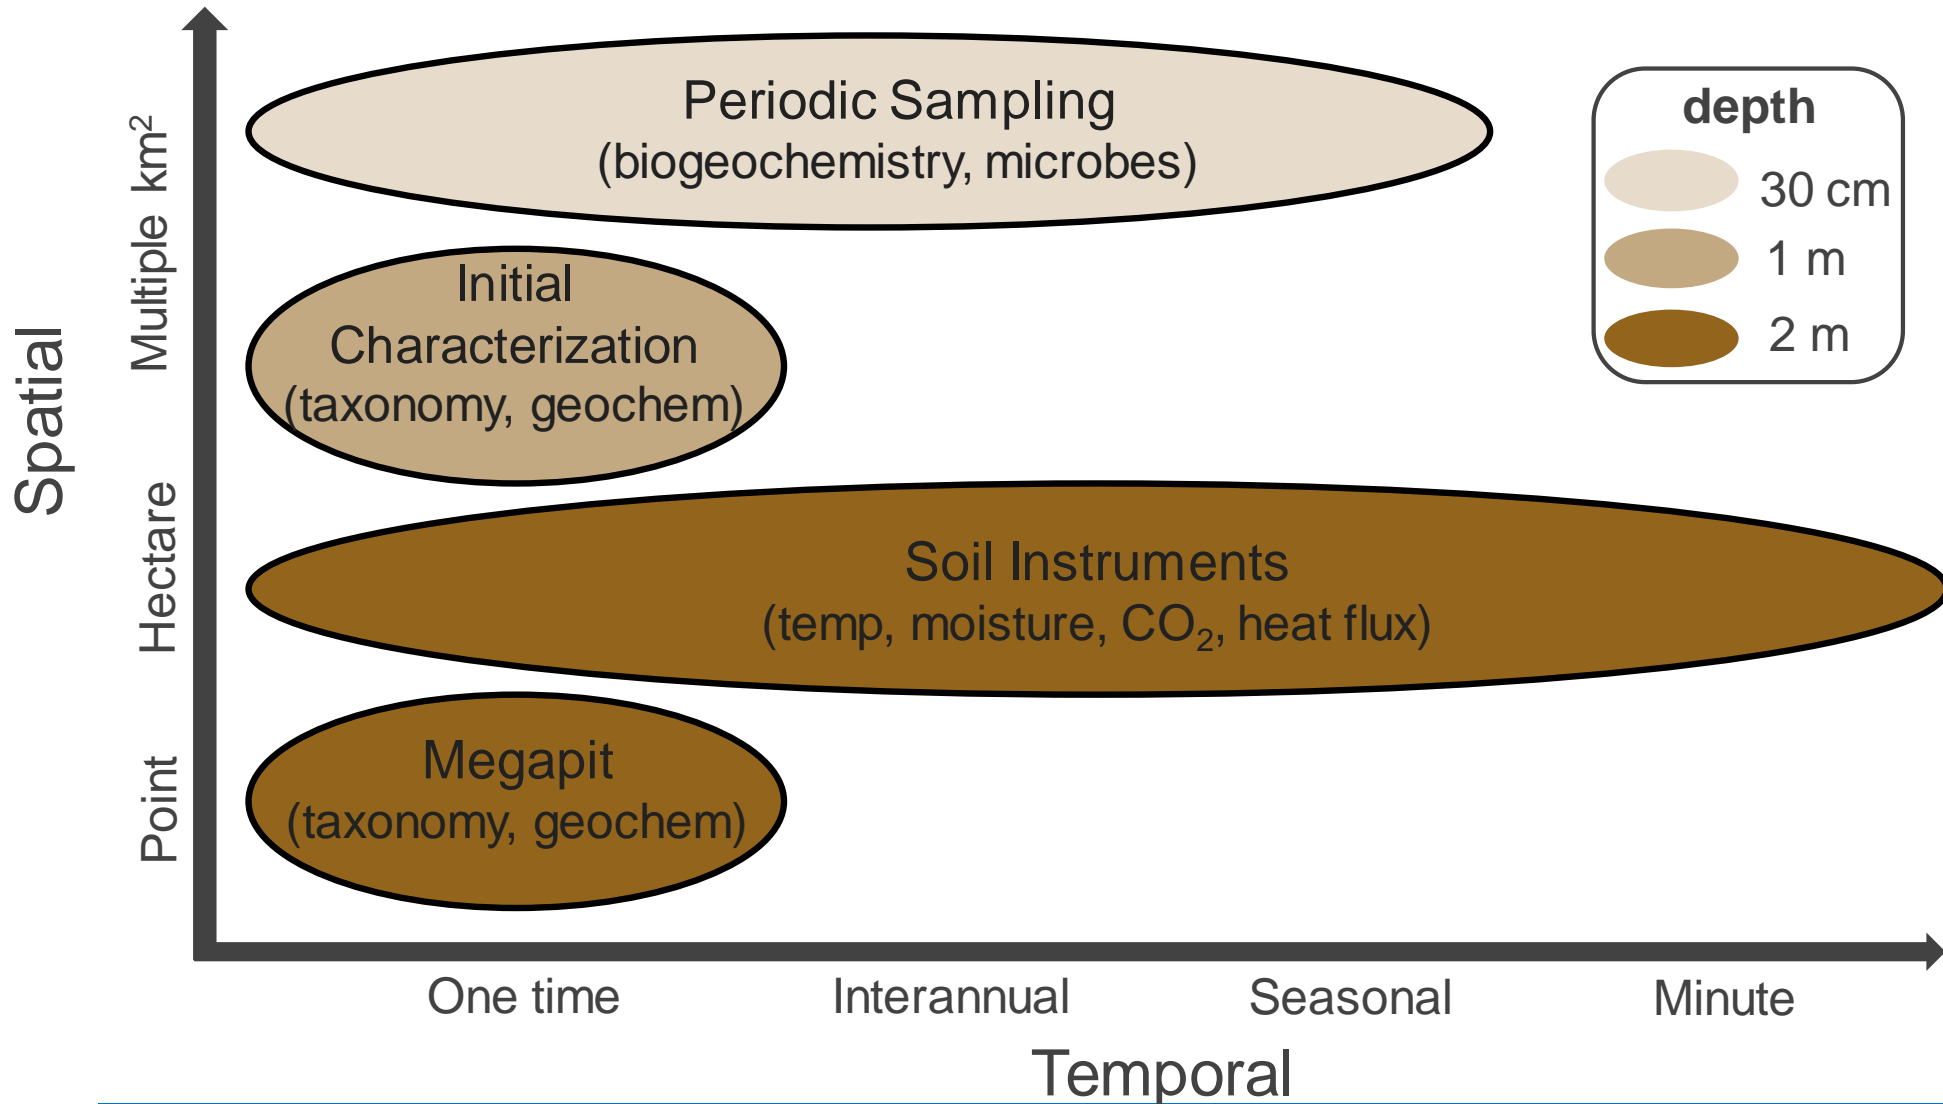 Periodic Sampling
(biogeochemistry, microbes)
Initial
Characterization
(taxonomy, geochem)
Soil Instruments
(temp, moisture, CO₂, heat flux)
Megapit
(taxonomy, geochem)
depth
30 cm
1 m
2 m
Spatial
Multiple km²
Hectare
Point
One time
Interannual
Seasonal
Minute
Temporal